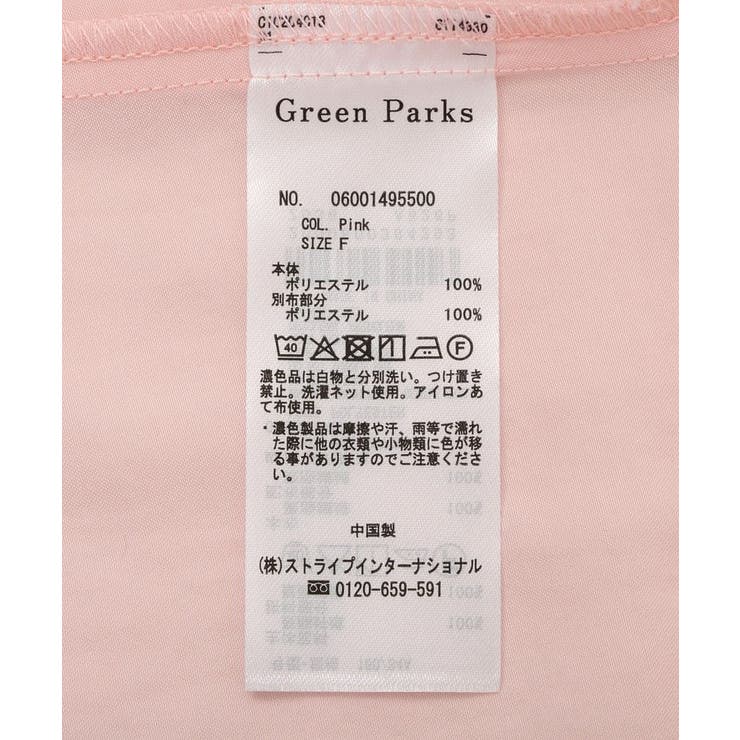 Green Parks
NO. 06001495500
COL. Pink
SIZE F
本体
ポリエステル 100%
別布部分
ポリエステル 100%
40 F
濃色品は白物と分別洗い。つけ置き
禁止。洗濯ネット使用。アイロンあ
て布使用。
・濃色製品は摩擦や汗、雨等で濡れ
た際に他の衣類や小物類に色が移
る事がありますのでご注意くださ
い。
中国製
(株)ストライプインターナショナル
0120-659-591